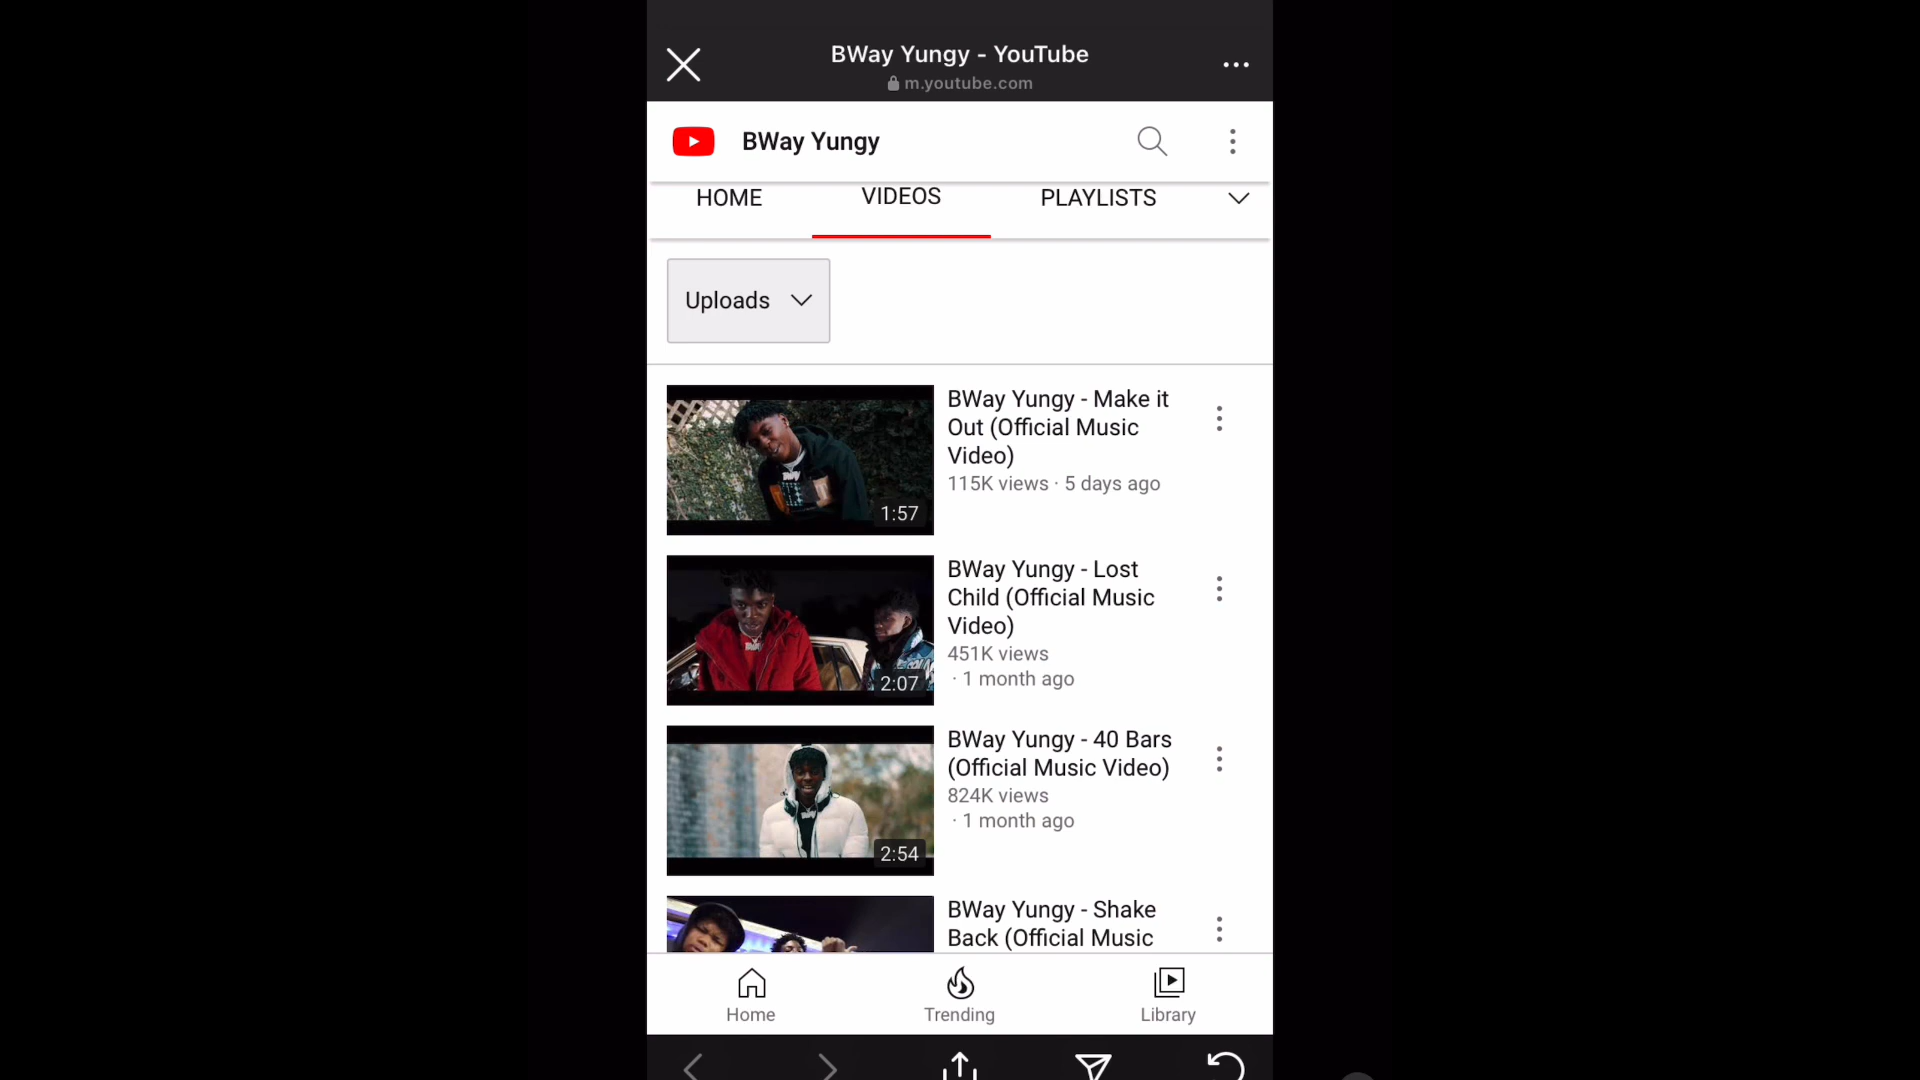 BWay Yungy - YouTube
m.youtube.com
BWay Yungy
HOME
VIDEOS
PLAYLISTS
Uploads
BWay Yungy - Make it
Out (Official Music
Video)
115K views · 5 days ago
1:57
BWay Yungy - Lost
Child (Official Music
Video)
451K views
· 1 month ago
2:07
BWay Yungy - 40 Bars
(Official Music Video)
824K views
· 1 month ago
2:54
BWay Yungy - Shake
Back (Official Music
Home
Trending
Library